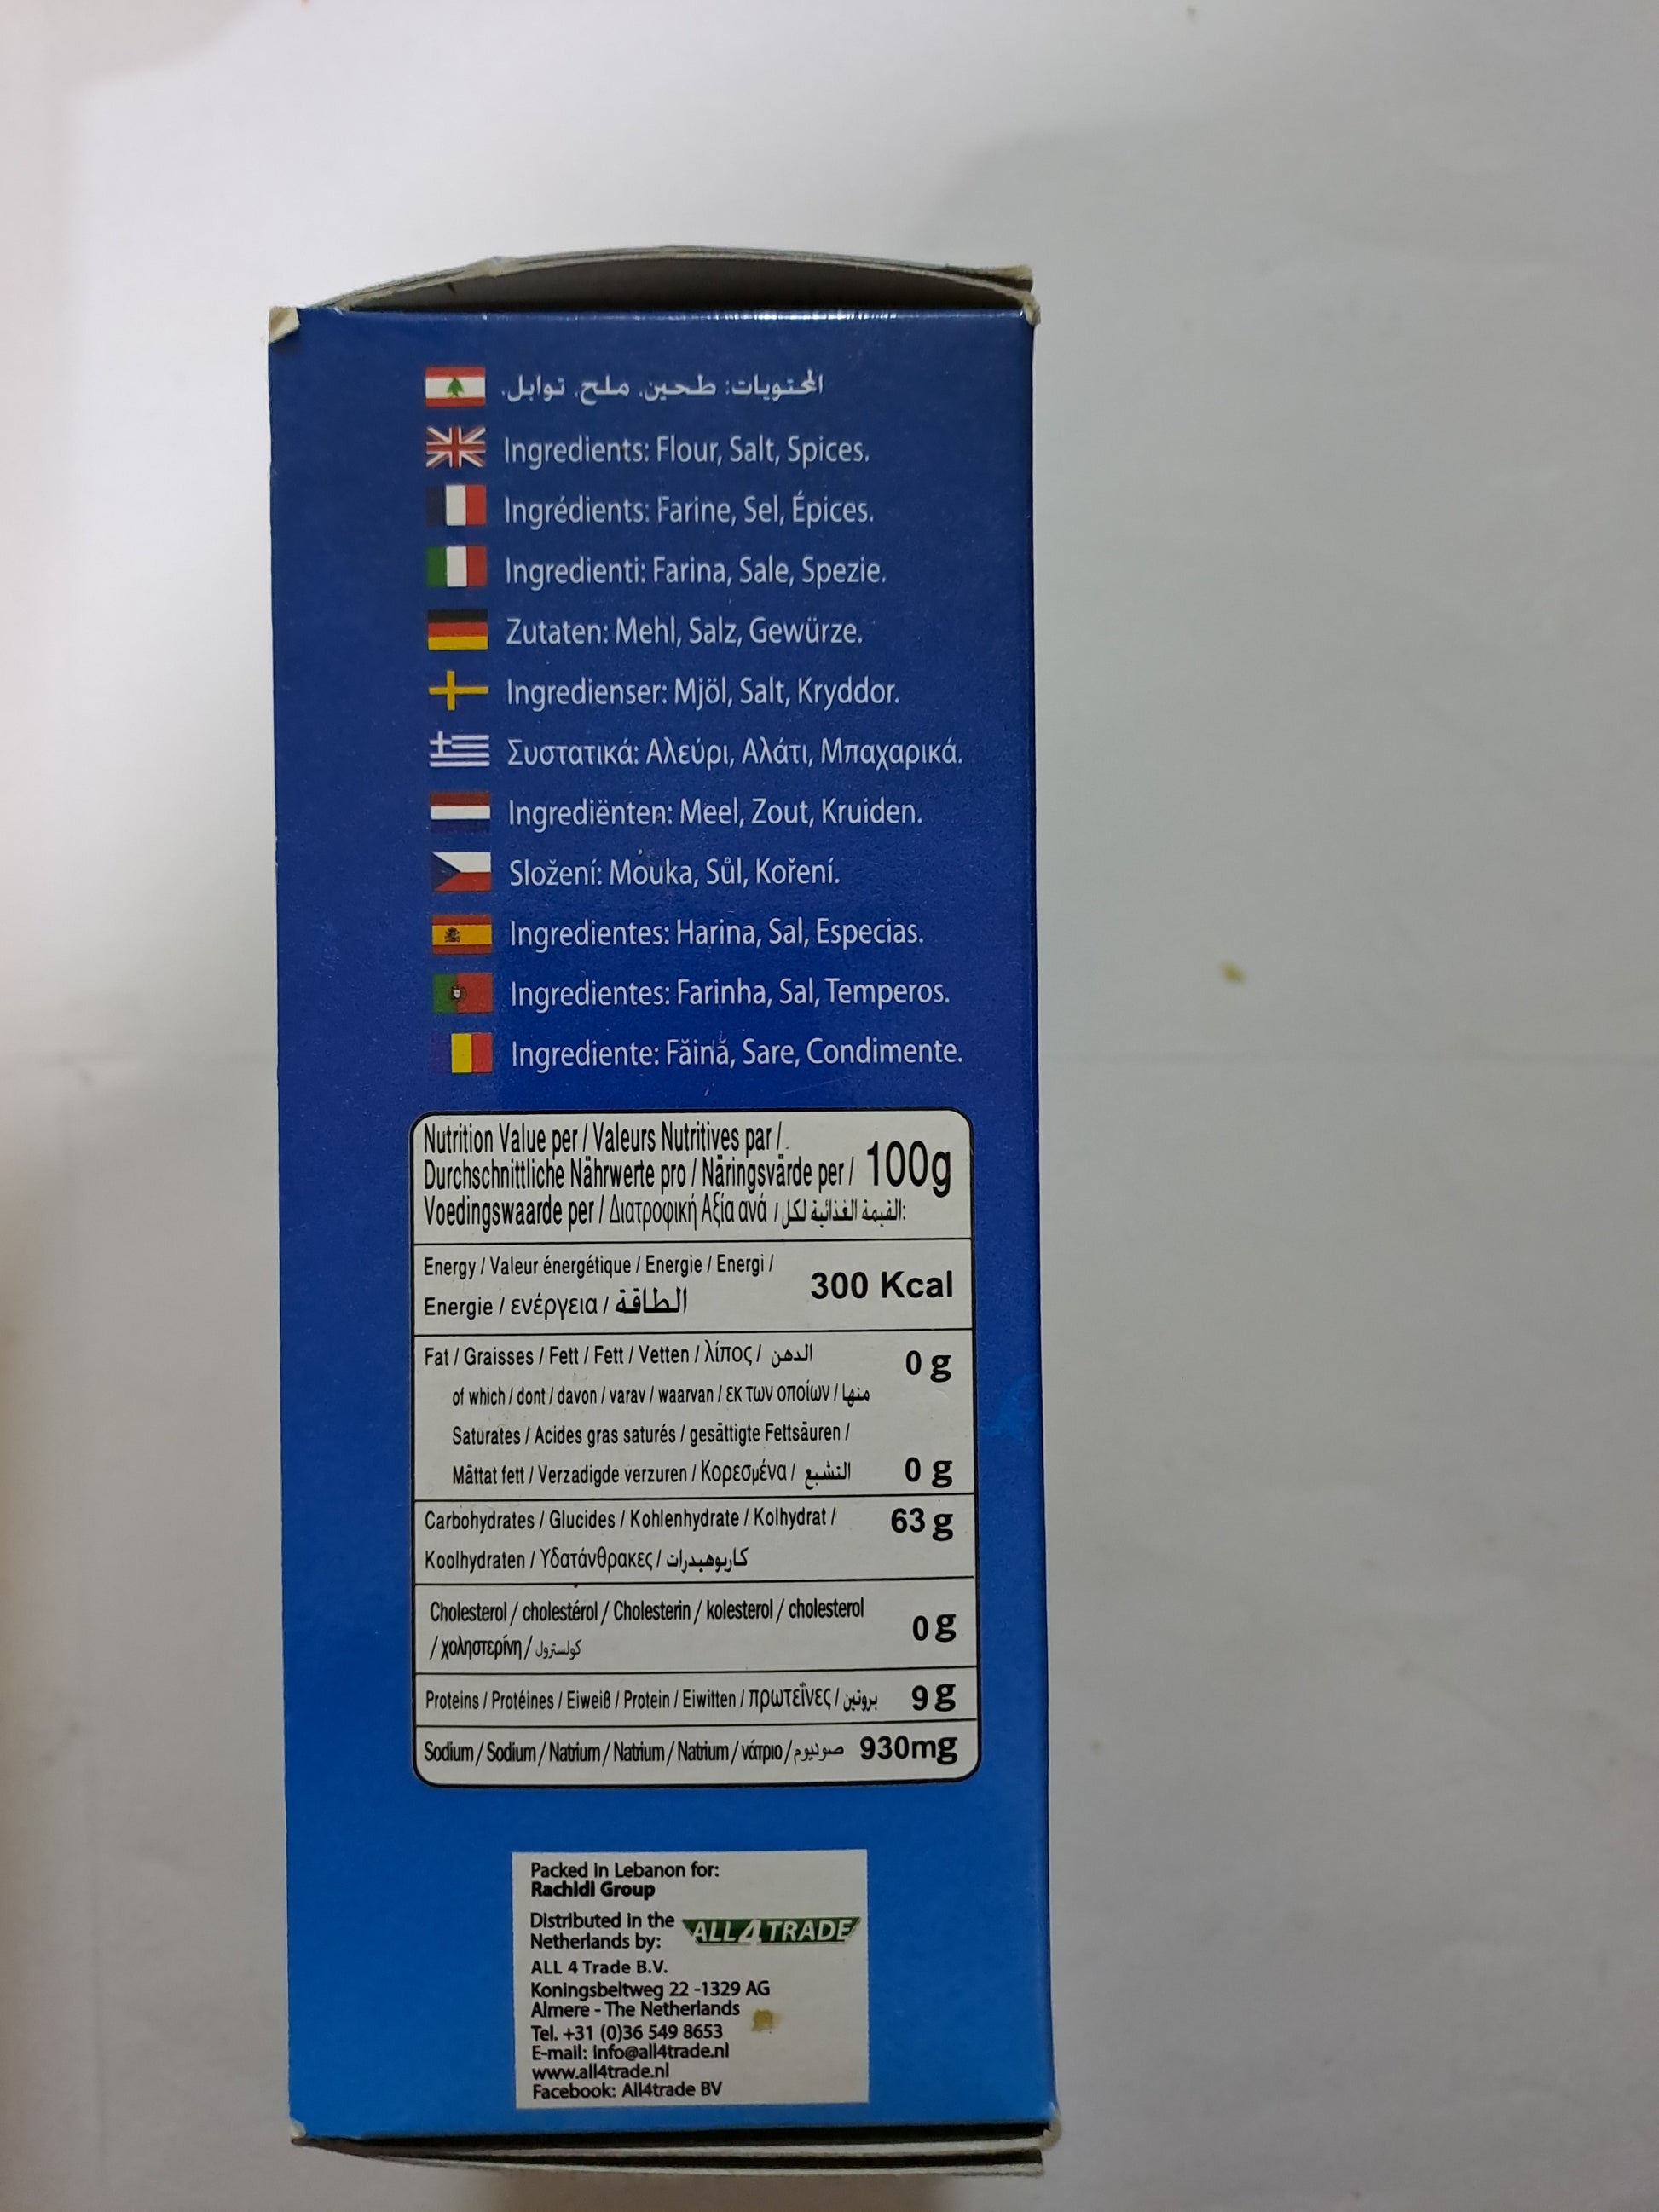 المحتويات: طحين. ملح. توابل.
Ingredients: Flour, Salt, Spices.
Ingrédients: Farine, Sel, Épices.
Ingredienti: Farina, Sale, Spezie.
Zutaten: Mehl, Salz, Gewürze.
Ingredienser: Mjöl, Salt, Kryddor.
Συστατικά: Αλεύρι, Αλάτι, Μπαχαρικά.
Ingrediënten: Meel, Zout, Kruiden.
Složení: Mouka, Sůl, Koření.
Ingredientes: Harina, Sal, Especias.
Ingredientes: Farinha, Sal, Temperos.
Ingrediente: Făină, Sare, Condimente.
Nutrition Value per / Valeurs Nutritives par /
Durchschnittliche Nährwerte pro / Näringsvärde per / 100g
Voedingswaarde per / Διατροφική Αξία ανά / القيمة الغذائية لكل:
Energy / Valeur énergétique / Energie / Energi /
Energie / ενέργεια / الطاقة 300 Kcal
Fat / Graisses / Fett / Fett / Vetten / λίπος / الدهن 0 g
of which / dont / davon / varav / waarvan / εκ των οποίων / منها
Saturates / Acides gras saturés / gesättigte Fettsäuren /
Mättat fett / Verzadigde verzuren / Κορεσμένα / التشبع 0 g
Carbohydrates / Glucides / Kohlenhydrate / Kolhydrat / 63 g
Koolhydraten / Υδατάνθρακες / كاربوهيدرات
Cholesterol / cholestérol / Cholesterin / kolesterol / cholesterol
/ χοληστερίνη / كولسترول 0 g
Proteins / Protéines / Eiweiß / Protein / Eiwitten / πρωτεΐνες / بروتين 9 g
Sodium / Sodium / Natrium / Natrium / Natrium / νάτριο / صوديوم 930mg
Packed in Lebanon for:
Rachidi Group
Distributed in the
Netherlands by:
ALL 4 TRADE
ALL 4 Trade B.V.
Koningsbeltweg 22 -1329 AG
Almere - The Netherlands
Tel. +31 (0)36 549 8653
E-mail: info@all4trade.nl
www.all4trade.nl
Facebook: All4trade BV